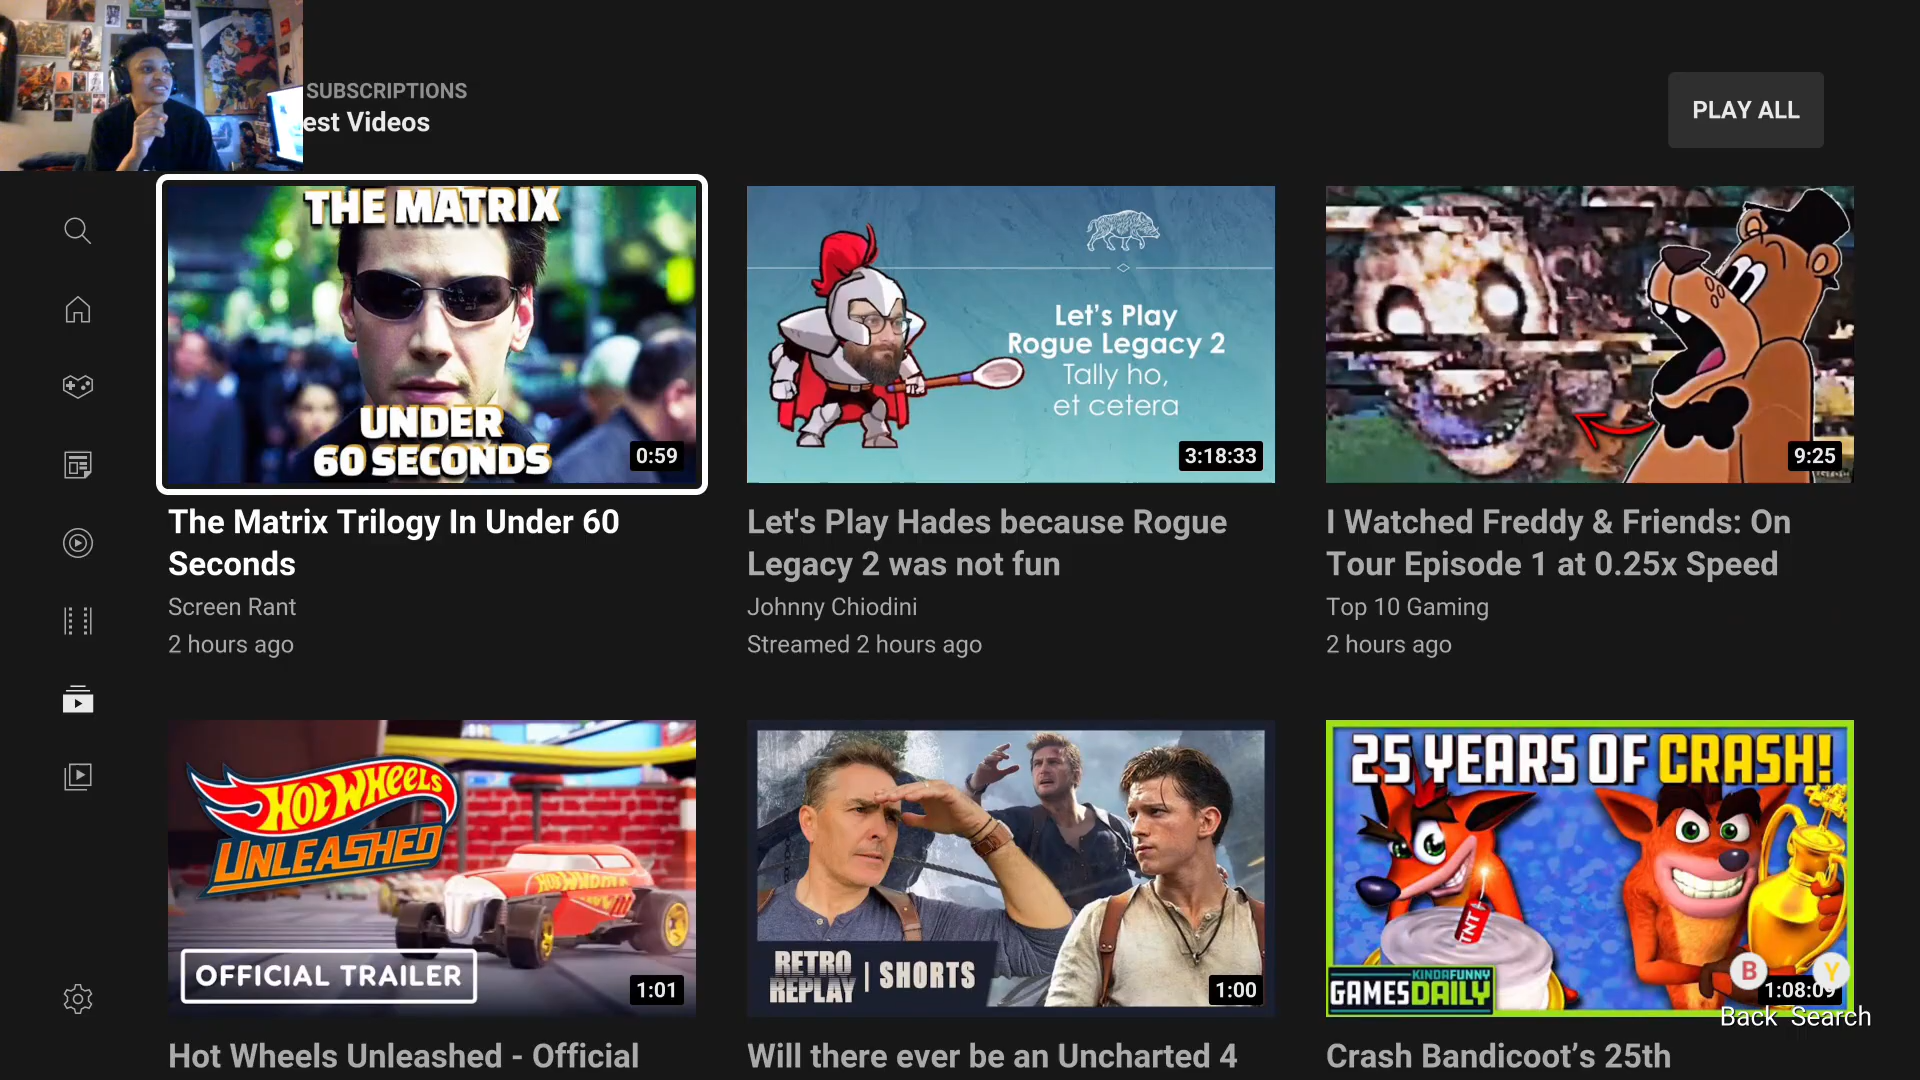 SUBSCRIPTIONS
est Videos
PLAY ALL
THE MATRIX
UNDER
60 SECONDS
0:59
Let's Play
Rogue Legacy 2
Tally ho,
et cetera
3:18:33
9:25
The Matrix Trilogy In Under 60
Seconds
Screen Rant
2 hours ago
Let's Play Hades because Rogue
Legacy 2 was not fun
Johnny Chiodini
Streamed 2 hours ago
I Watched Freddy & Friends: On
Tour Episode 1 at 0.25x Speed
Top 10 Gaming
2 hours ago
HOT WHEELS
UNLEASHED
HOT WHEELS
OFFICIAL TRAILER
1:01
RETRO
REPLAY
SHORTS
1:00
25 YEARS OF CRASH!
TNT
KINDAFUNNY
GAMESDAILY
1:08:09
B
Y
Back
Search
Hot Wheels Unleashed - Official
Will there ever be an Uncharted 4
Crash Bandicoot’s 25th